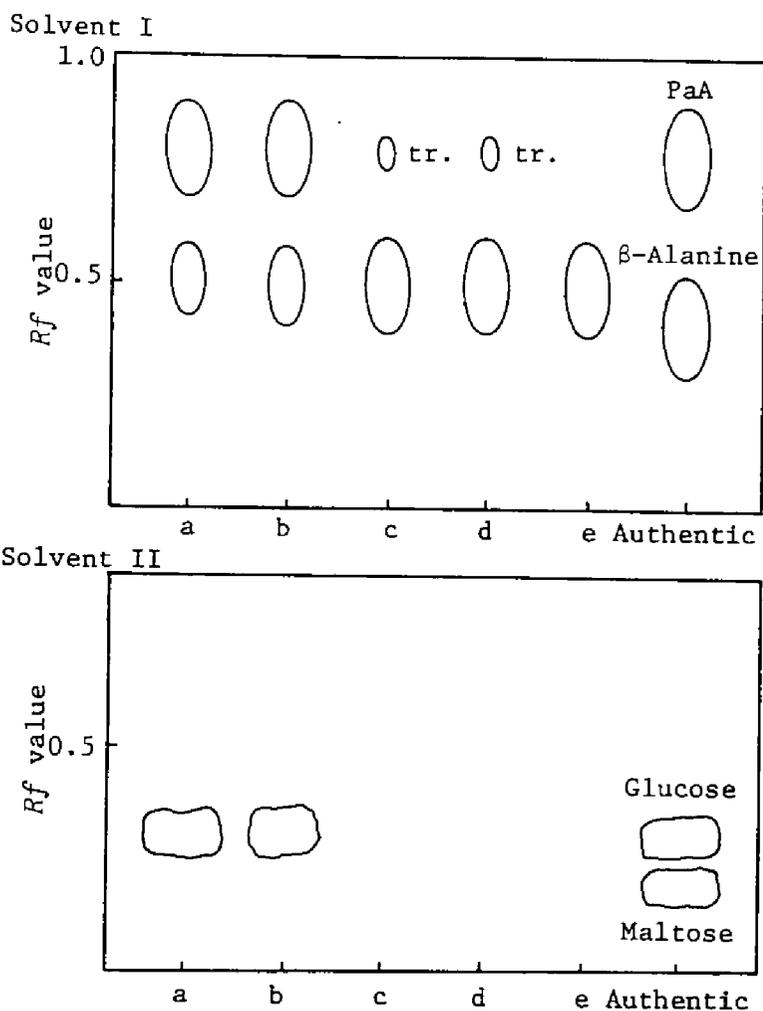 Solvent I
1.0
PaA
tr. tr.
β-Alanine
0.5
Rf value
a b c d e Authentic
Solvent II
0.5
Rf value
Glucose
Maltose
a b c d e Authentic